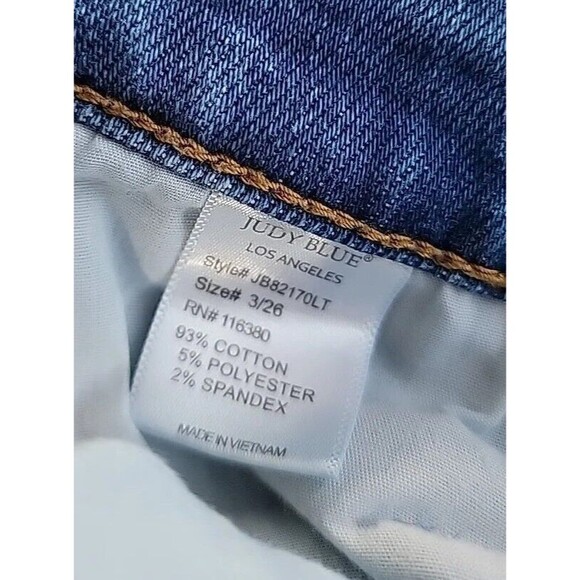 JUDY BLUE®
LOS ANGELES
Style# JB82170LT
Size# 3/26
RN# 116380
93% COTTON
5% POLYESTER
2% SPANDEX
MADE IN VIETNAM